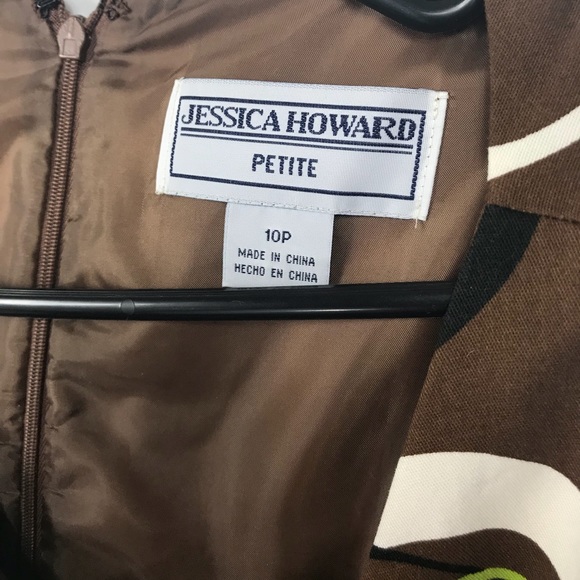 JESSICA HOWARD
PETITE
10P
MADE IN CHINA
HECHO EN CHINA